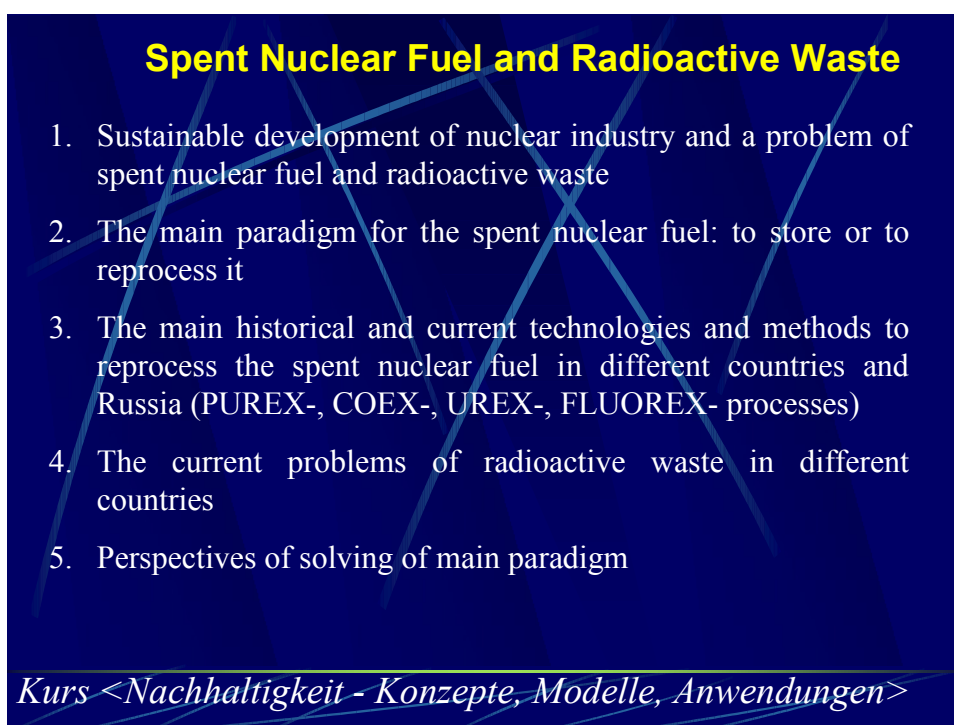 Spent Nuclear Fuel and Radioactive Waste
1. Sustainable development of nuclear industry and a problem of
spent nuclear fuel and radioactive waste
2. The main paradigm for the spent nuclear fuel: to store or to
reprocess it
3. The main historical and current technologies and methods to
reprocess the spent nuclear fuel in different countries and
Russia (PUREX-, COEX-, UREX-, FLUOREX- processes)
4. The current problems of radioactive waste in different
countries
5. Perspectives of solving of main paradigm
Kurs <Nachhaltigkeit - Konzepte, Modelle, Anwendungen>